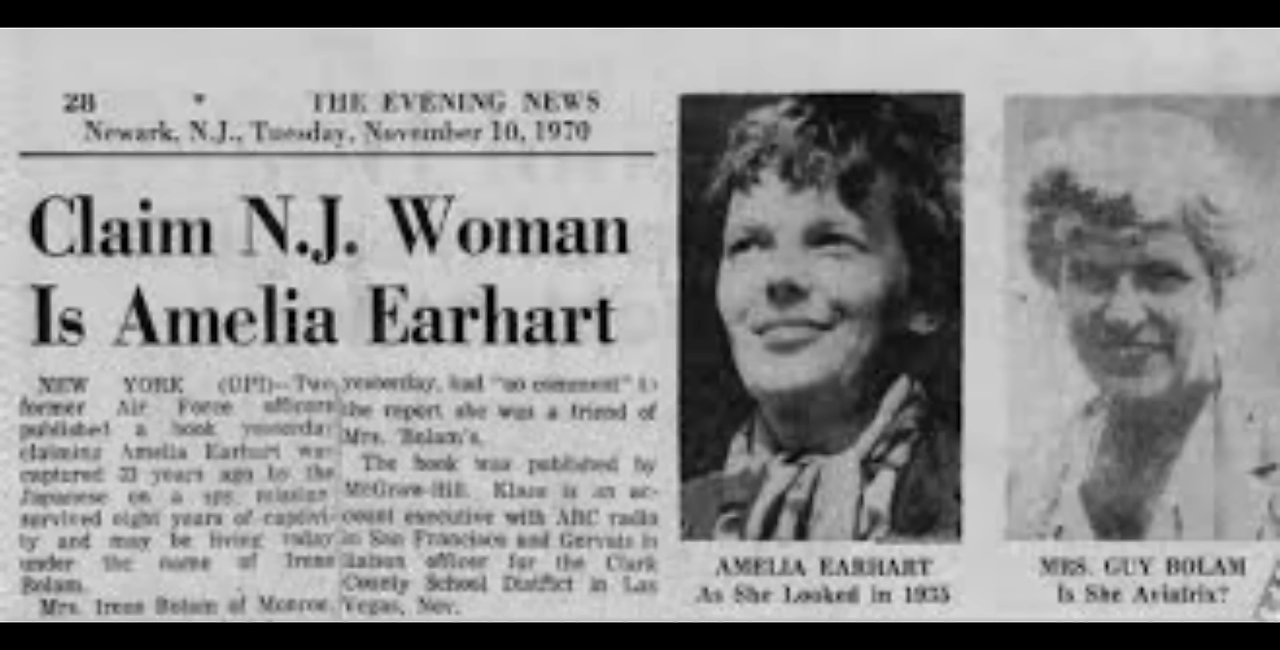 28 * THE EVENING NEWS
Newark, N.J., Tuesday, November 10, 1970
Claim N.J. Woman
Is Amelia Earhart
NEW YORK (UPI)—Two
former Air Force officers
published a book yesterday
claiming Amelia Earhart was
captured 33 years ago by the
Japanese on a spy mission
survived eight years of captivi-
ty and may be living today
under the name of Irene
Bolam.
Mrs. Irene Bolam of Monroe,
yesterday, had "no comment" to
the report she was a friend of
Mrs. Bolam's.
The book was published by
McGraw-Hill. Klaas is an ac-
count executive with ABC radio
in San Francisco and Gervais is
liaison officer for the Clark
County School District in Las
Vegas, Nev.
AMELIA EARHART
As She Looked in 1935
MRS. GUY BOLAM
Is She Aviatrix?